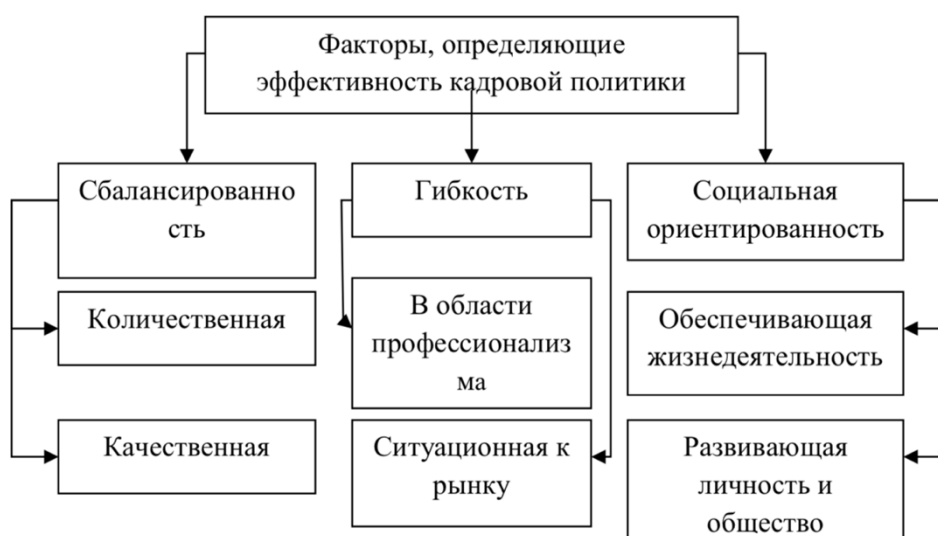 Факторы, определяющие
эффективность кадровой политики
Сбалансированно
сть
Гибкость
Социальная
ориентированность
Количественная
В области
профессионализ
ма
Обеспечивающая
жизнедеятельность
Качественная
Ситуационная к
рынку
Развивающая
личность и
общество